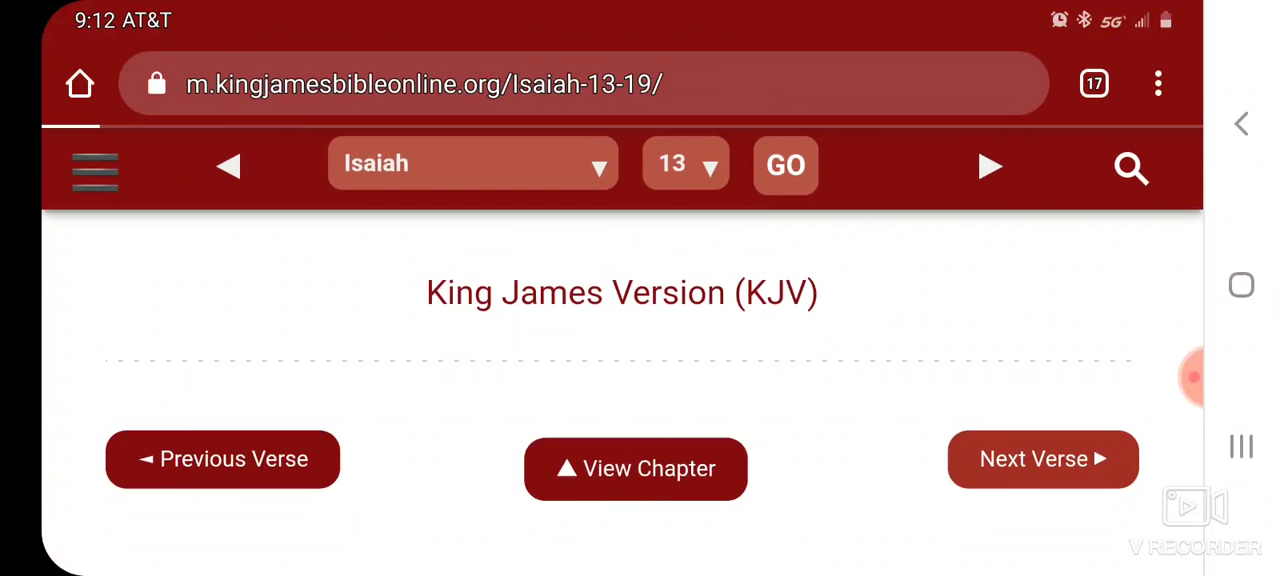 9:12 AT&T 5G
m.kingjamesbibleonline.org/Isaiah-13-19/ 17
Isaiah ▼ 13 ▼ GO
King James Version (KJV)
◄ Previous Verse ▲ View Chapter Next Verse ►
V RECORDER